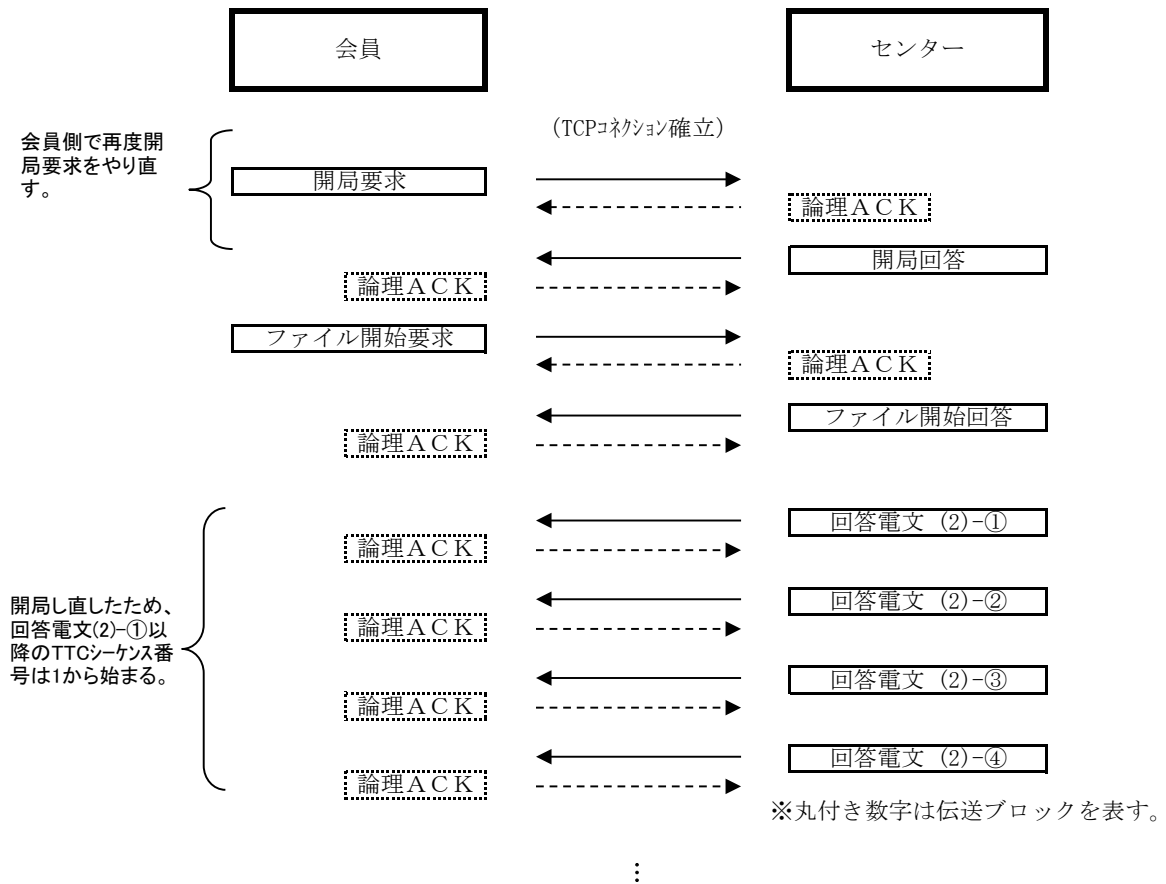 会員
センター
(TCPｺﾈｸｼｮﾝ確立)
会員側で再度開
局要求をやり直
す。
開局要求
論理ＡＣＫ
開局回答
論理ＡＣＫ
ファイル開始要求
論理ＡＣＫ
ファイル開始回答
論理ＡＣＫ
回答電文 (2)-①
論理ＡＣＫ
回答電文 (2)-②
論理ＡＣＫ
開局し直したため、
回答電文(2)-①以
降のTTCｼｰｹﾝｽ番
号は1から始まる。
回答電文 (2)-③
論理ＡＣＫ
回答電文 (2)-④
論理ＡＣＫ
※丸付き数字は伝送ブロックを表す。
⋮